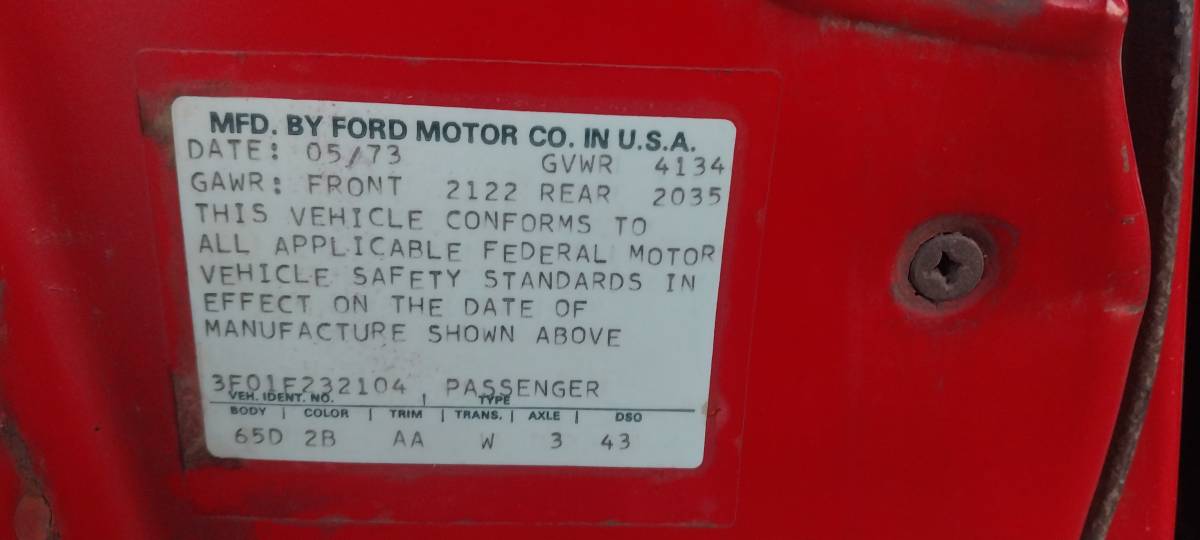 MFD. BY FORD MOTOR CO. IN U.S.A.
DATE: 05/73 GVWR 4134
GAWR: FRONT 2122 REAR 2035
THIS VEHICLE CONFORMS TO
ALL APPLICABLE FEDERAL MOTOR
VEHICLE SAFETY STANDARDS IN
EFFECT ON THE DATE OF
MANUFACTURE SHOWN ABOVE
3F01F232104 PASSENGER
VEH. IDENT. NO. TYPE
BODY | COLOR | TRIM | TRANS. | AXLE | DSO
65D 2B AA W 3 43